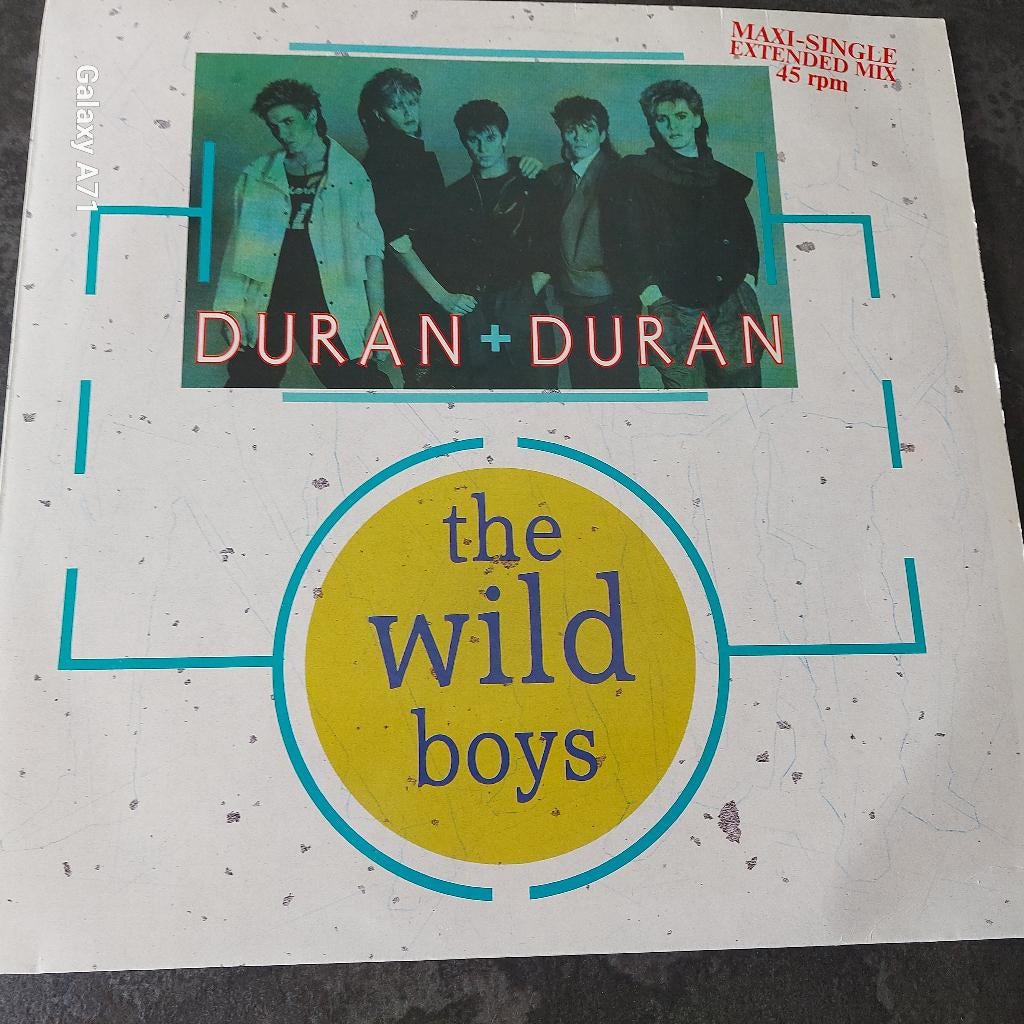 MAXI-SINGLE
EXTENDED MIX
45 rpm
Galaxy A71
DURAN + DURAN
the
wild
boys